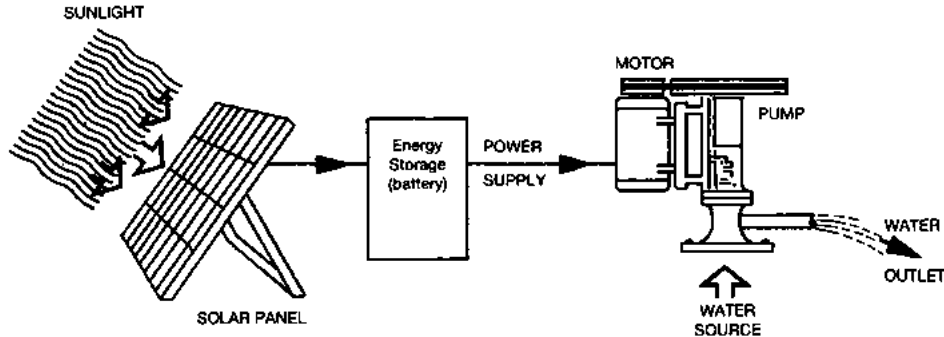 SUNLIGHT
MOTOR
PUMP
Energy
Storage
(battery)
POWER
SUPPLY
WATER
OUTLET
SOLAR PANEL
WATER
SOURCE